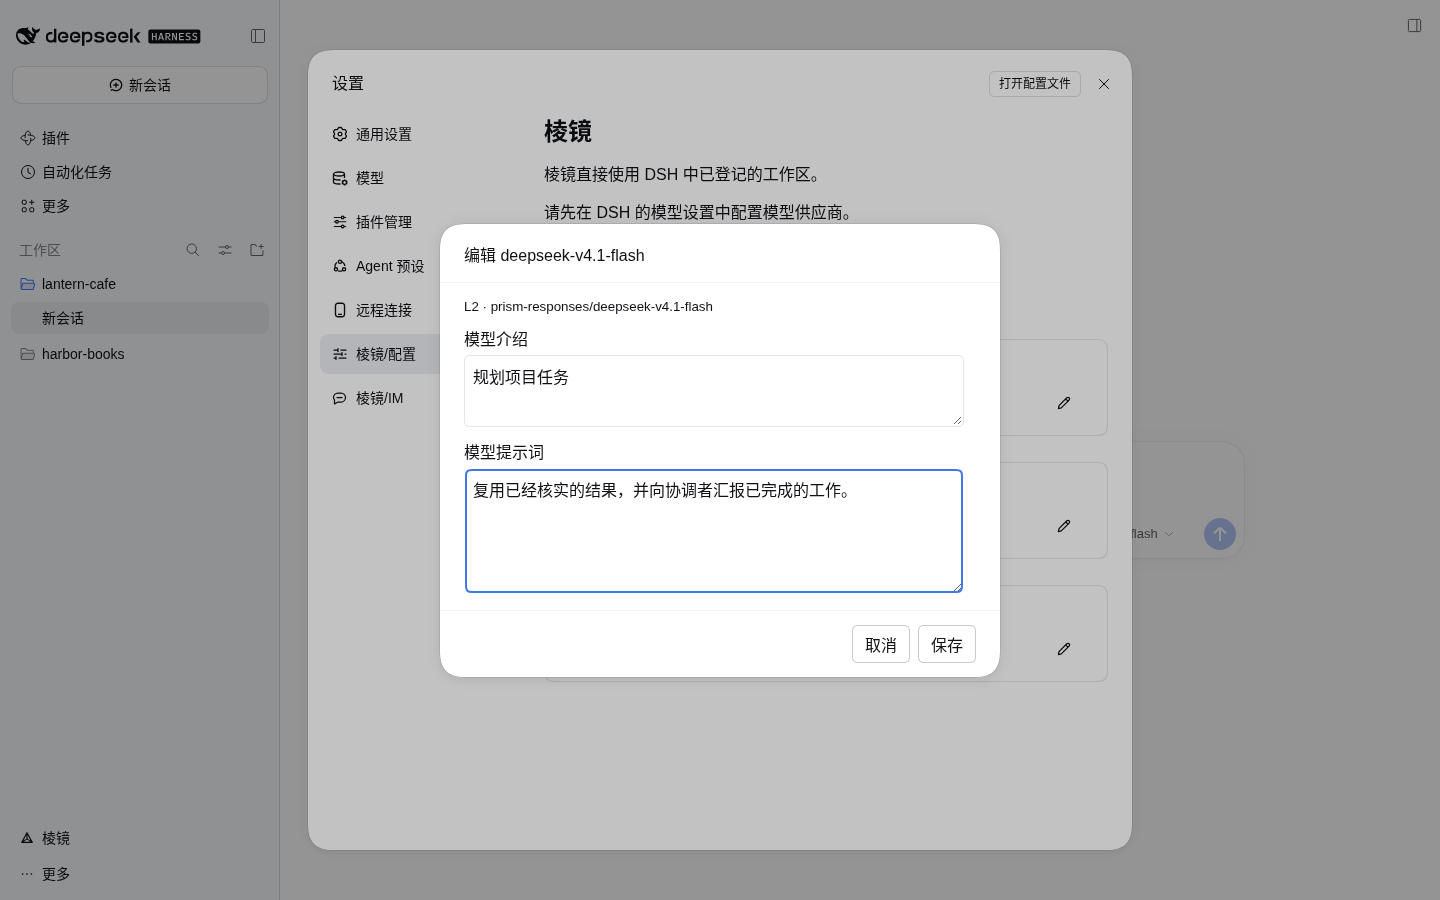 deepseek HARNESS
新会话
插件
自动化任务
更多
工作区
lantern-cafe
新会话
harbor-books
棱镜
更多
设置
打开配置文件
通用设置
模型
插件管理
Agent 预设
远程连接
棱镜/配置
棱镜/IM
棱镜
棱镜直接使用 DSH 中已登记的工作区。
请先在 DSH 的模型设置中配置模型供应商。
编辑 deepseek-v4.1-flash
L2 · prism-responses/deepseek-v4.1-flash
模型介绍
规划项目任务
模型提示词
复用已经核实的结果，并向协调者汇报已完成的工作。
取消
保存
flash